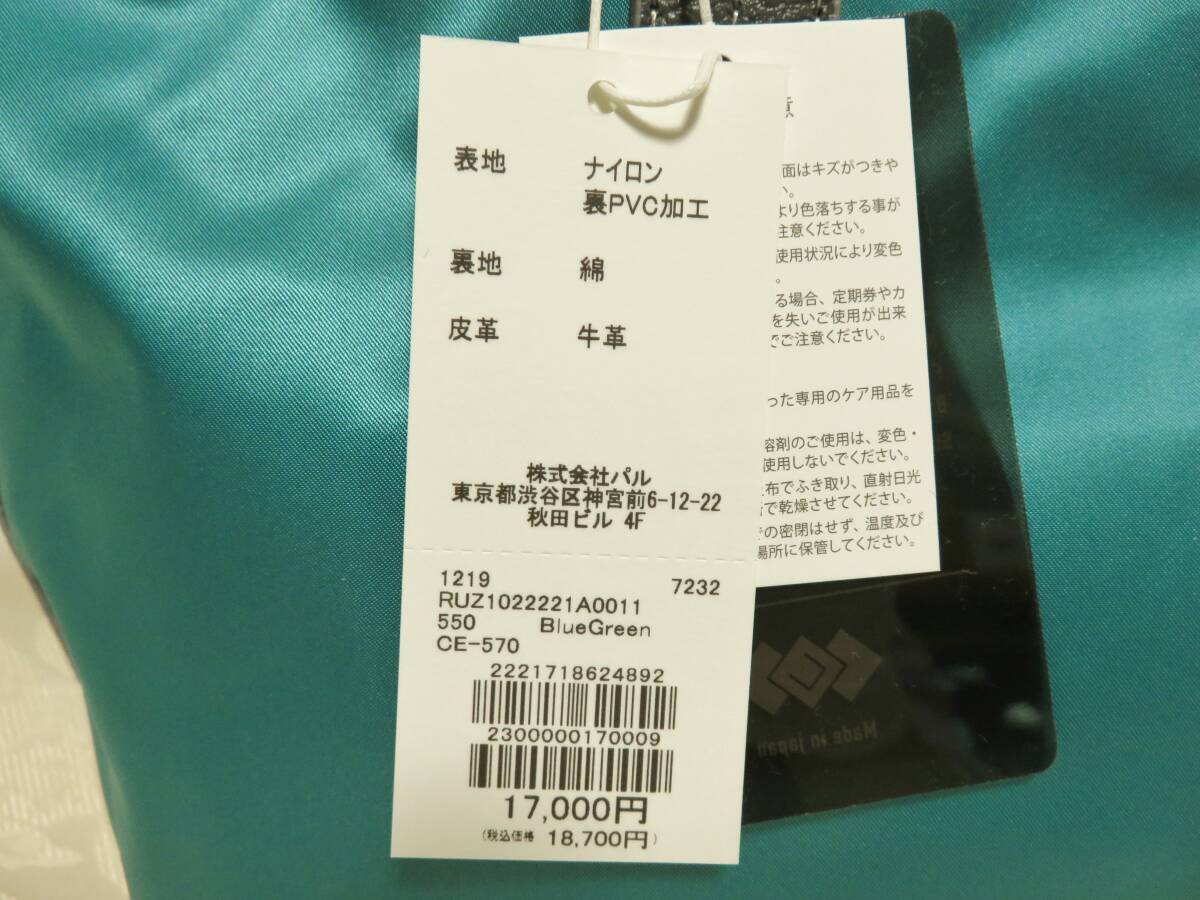 表地 ナイロン
裏PVC加工
裏地 綿
皮革 牛革
株式会社パル
東京都渋谷区神宮前6-12-22
秋田ビル 4F
1219 7232
RUZ1022221A0011
550 BlueGreen
CE-570
2221718624892
2300000170009
17,000円
(税込価格 18,700円)
意
面はキズがつきや
い。
より色落ちする事が
注意ください。
使用状況により変色
。
る場合、定期券やカ
を失いご使用が出来
でご注意ください。
った専用のケア用品を
溶剤のご使用は、変色・
使用しないでください。
布でふき取り、直射日光
で乾燥させてください。
の密閉はせず、温度及び
場所に保管してください。
Made in japan